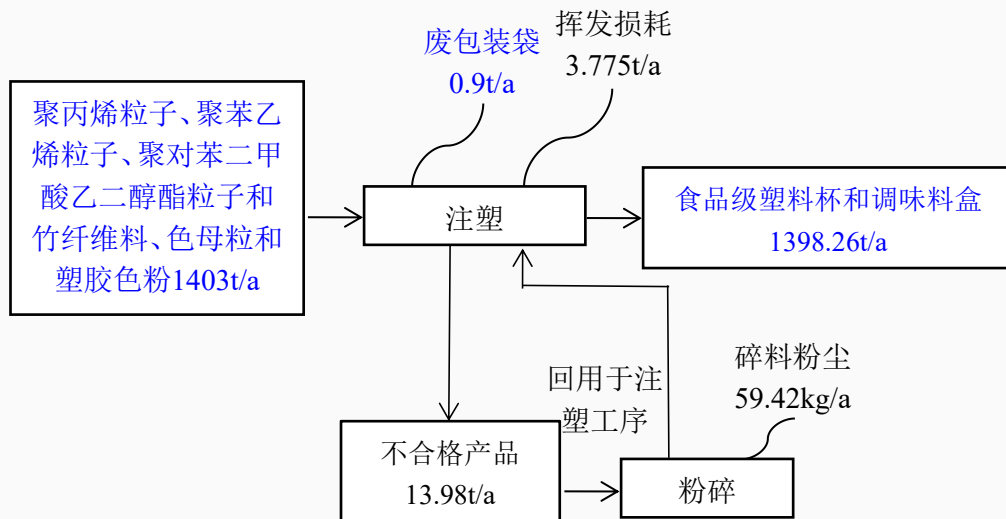 废包装袋
0.9t/a
挥发损耗
3.775t/a
聚丙烯粒子、聚苯乙
烯粒子、聚对苯二甲
酸乙二醇酯粒子和
竹纤维料、色母粒和
塑胶色粉1403t/a
注塑
食品级塑料杯和调味料盒
1398.26t/a
回用于注
塑工序
碎料粉尘
59.42kg/a
不合格产品
13.98t/a
粉碎